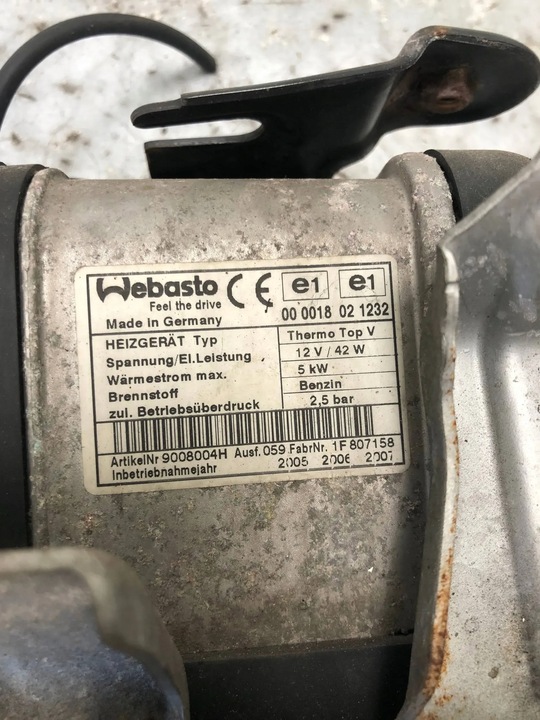 Webasto CE e1 e1
Feel the drive
00 0018 02 1232
Made in Germany
HEIZGERÄT Typ Thermo Top V
Spannung/El.Leistung 12 V / 42 W
Wärmestrom max. 5 kW
Brennstoff Benzin
zul. Betriebsüberdruck 2,5 bar
ArtikelNr 9008004H Ausf. 059 FabrNr. 1F807158
Inbetriebnahmejahr 2005 2006 2007